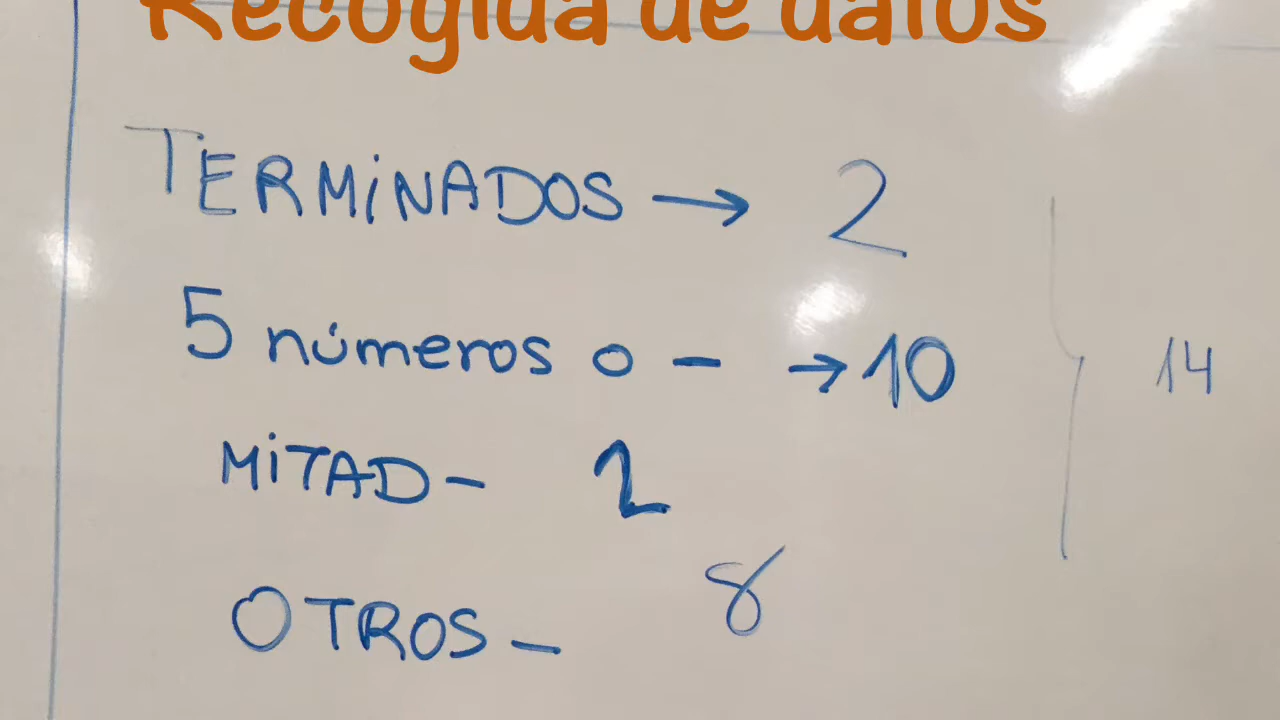 Recogida de datos
TERMINADOS → 2
5 números o - → 10
MITAD - 2
OTROS - 8
14